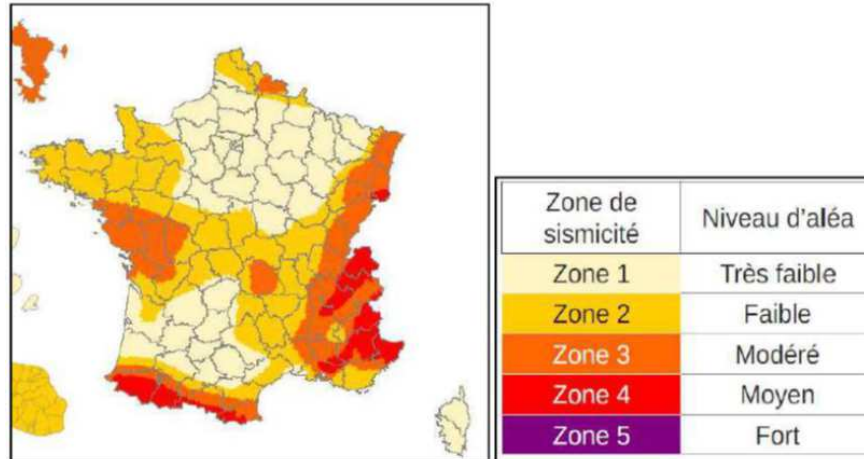 Zone de sismicité Niveau d'aléa
Zone 1 Très faible
Zone 2 Faible
Zone 3 Modéré
Zone 4 Moyen
Zone 5 Fort